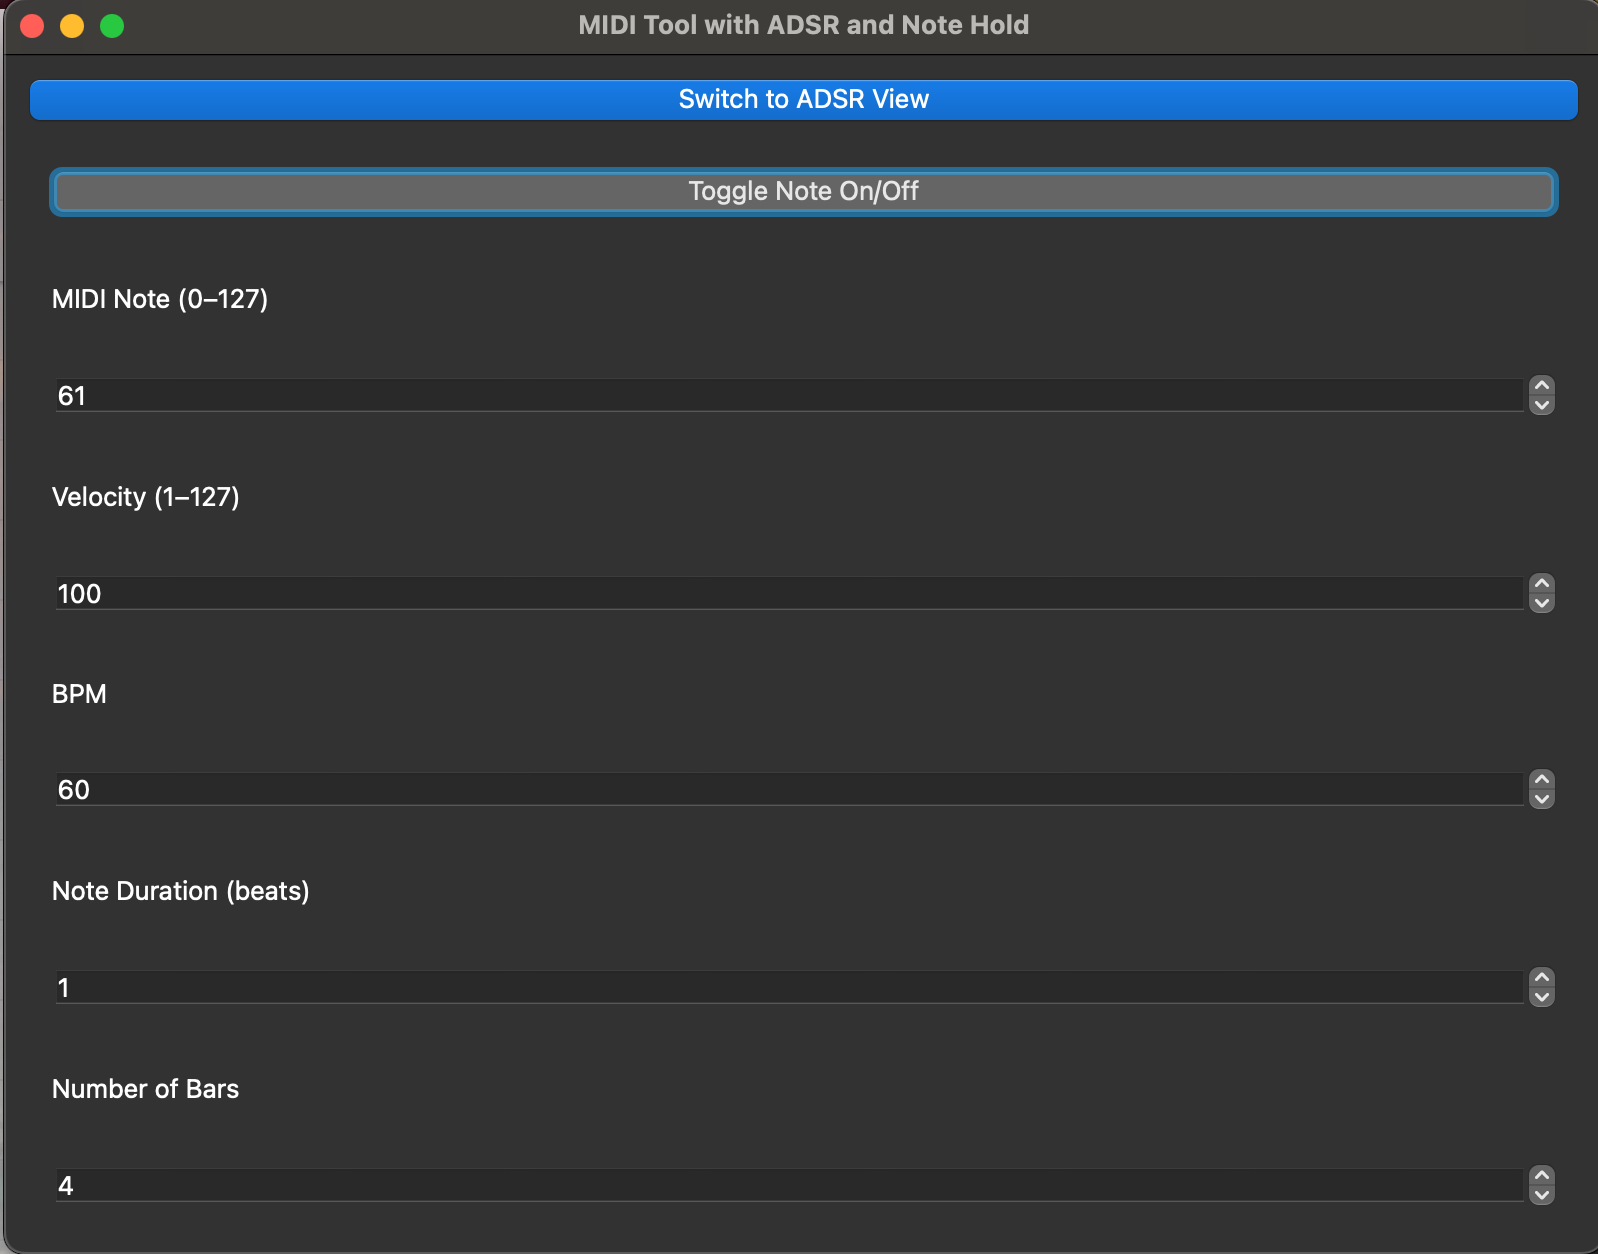 MIDI Tool with ADSR and Note Hold
Switch to ADSR View
Toggle Note On/Off
MIDI Note (0–127)
61
Velocity (1–127)
100
BPM
60
Note Duration (beats)
1
Number of Bars
4